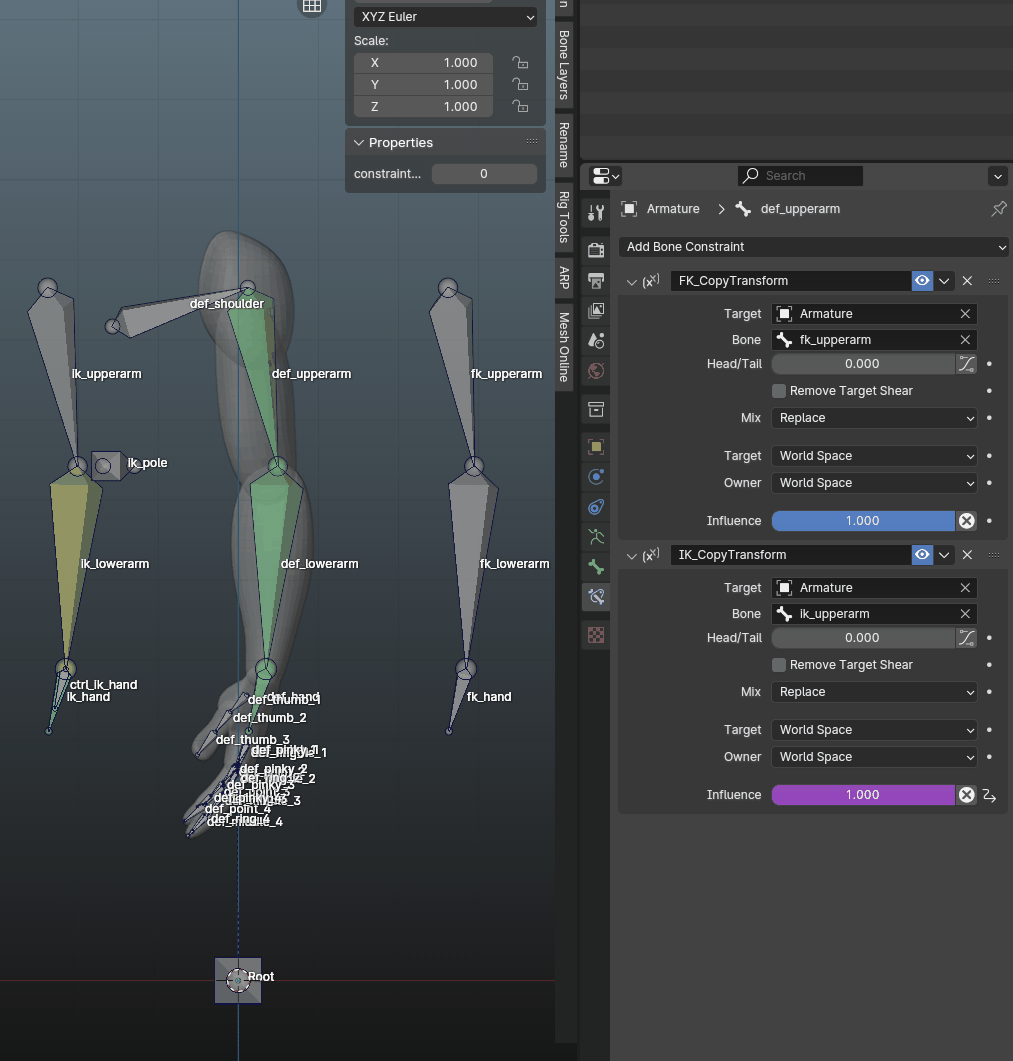 XYZ Euler
Scale:
X 1.000
Y 1.000
Z 1.000
Properties
constraint... 0
Bone Layers
Rename
Rig Tools
ARP
Mesh Online
def_shoulder
ik_upperarm
def_upperarm
fk_upperarm
ik_pole
ik_lowerarm
def_lowerarm
fk_lowerarm
ctrl_ik_hand
ik_hand
def_hand
fk_hand
def_thumb_1
def_thumb_2
def_thumb_3
def_pinky_2
def_pinky_3
def_point_4
def_ring_4
def_middle_4
Root
Search
Armature > def_upperarm
Add Bone Constraint
FK_CopyTransform
Target Armature
Bone fk_upperarm
Head/Tail 0.000
Remove Target Shear
Mix Replace
Target World Space
Owner World Space
Influence 1.000
IK_CopyTransform
Target Armature
Bone ik_upperarm
Head/Tail 0.000
Remove Target Shear
Mix Replace
Target World Space
Owner World Space
Influence 1.000